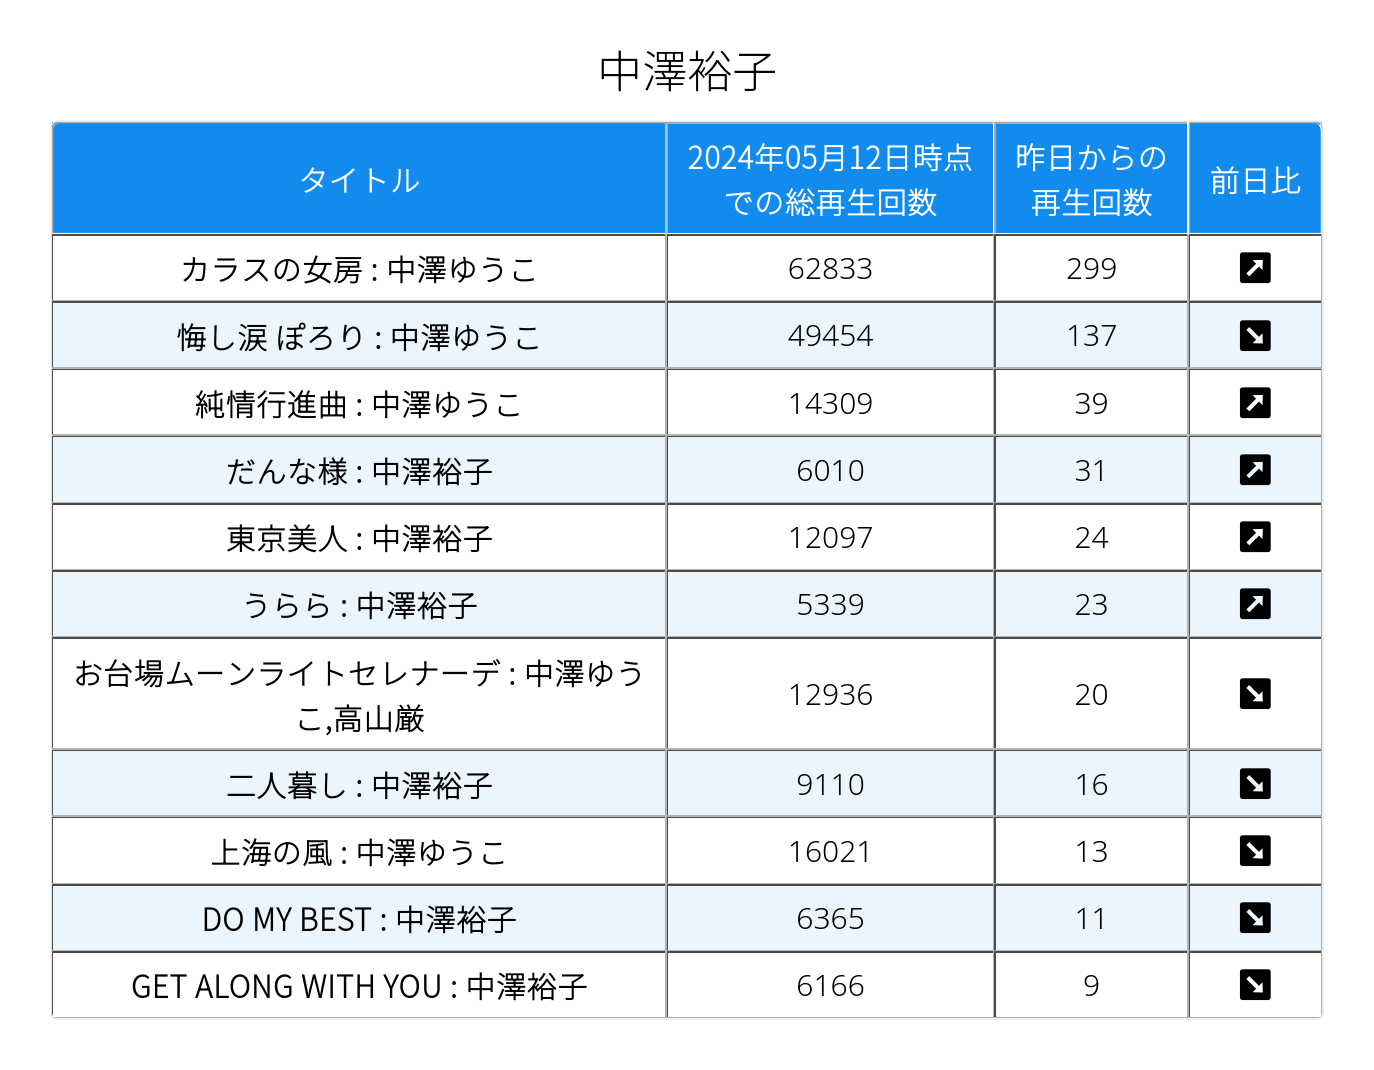 中澤裕子
タイトル
2024年05月12日時点
での総再生回数
昨日からの
再生回数
前日比
カラスの女房 : 中澤ゆうこ
62833
299
悔し涙 ぽろり : 中澤ゆうこ
49454
137
純情行進曲 : 中澤ゆうこ
14309
39
だんな様 : 中澤裕子
6010
31
東京美人 : 中澤裕子
12097
24
うらら : 中澤裕子
5339
23
お台場ムーンライトセレナーデ : 中澤ゆう
こ,高山厳
12936
20
二人暮し : 中澤裕子
9110
16
上海の風 : 中澤ゆうこ
16021
13
DO MY BEST : 中澤裕子
6365
11
GET ALONG WITH YOU : 中澤裕子
6166
9